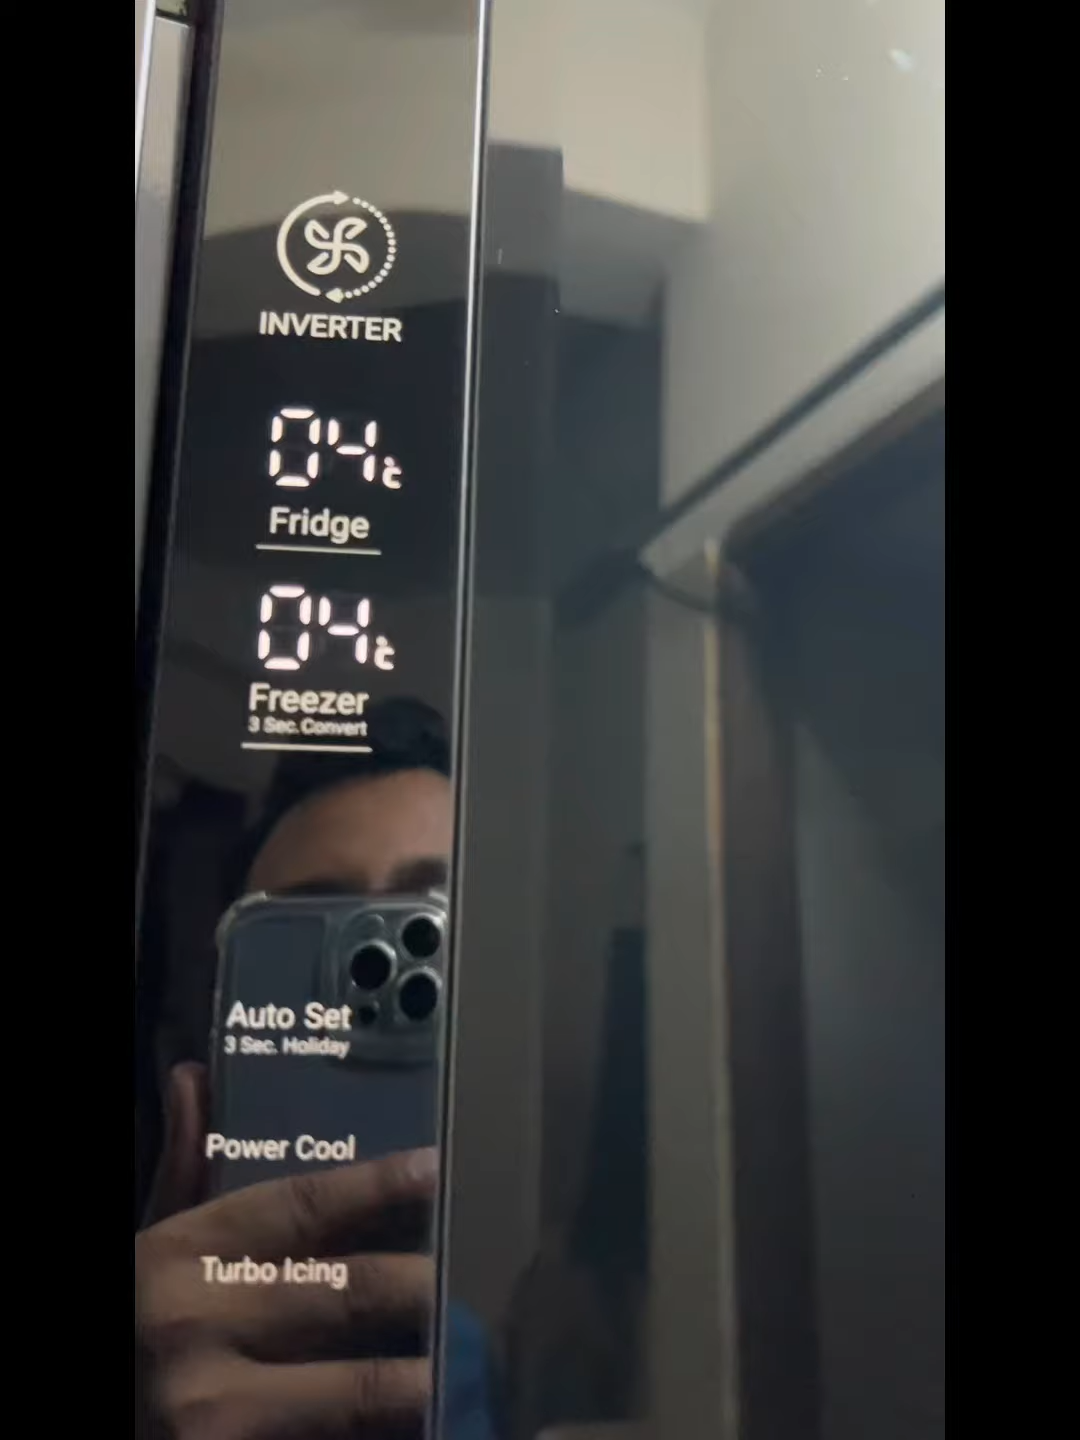 INVERTER
04°c
Fridge
04°c
Freezer
3 Sec. Convert
Auto Set
3 Sec. Holiday
Power Cool
Turbo Icing